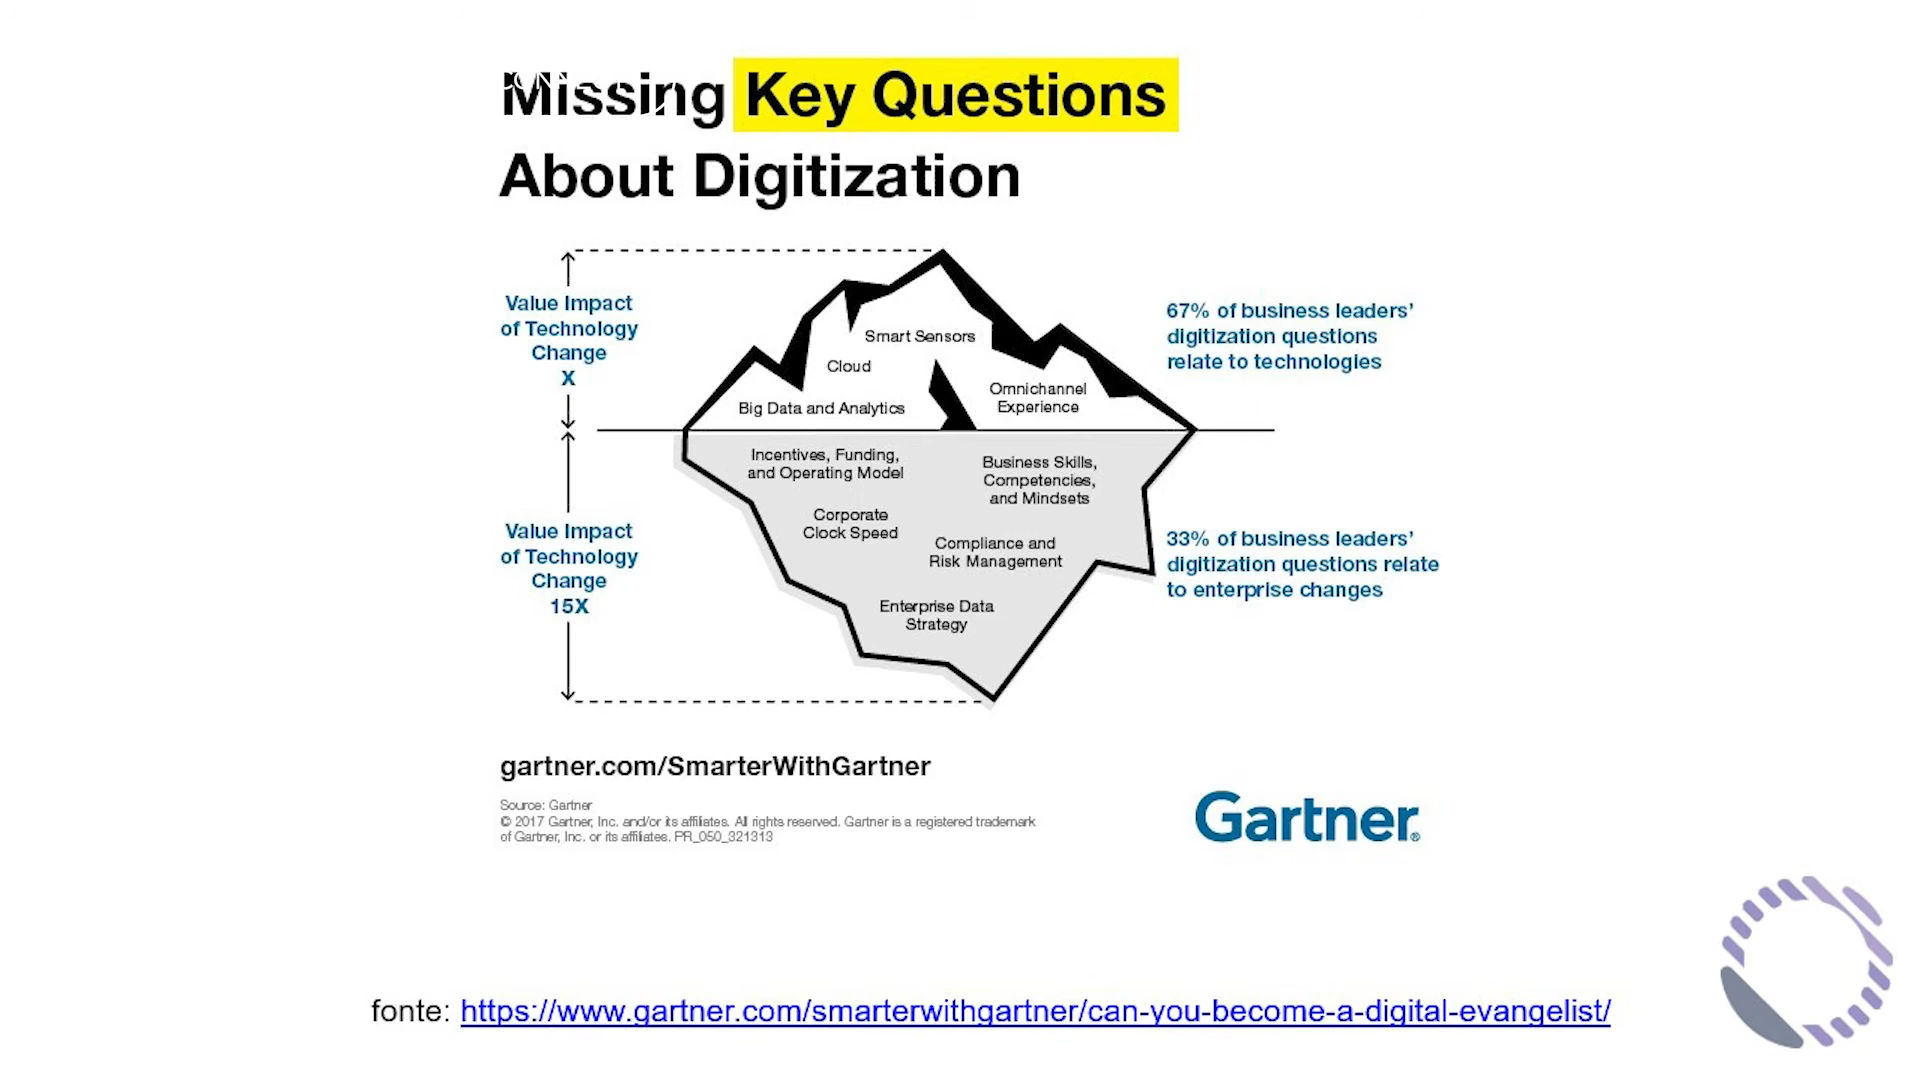 Missing Key Questions
About Digitization
Value Impact
of Technology
Change
X
Smart Sensors
Cloud
Big Data and Analytics
Omnichannel
Experience
67% of business leaders’
digitization questions
relate to technologies
Value Impact
of Technology
Change
15X
Incentives, Funding,
and Operating Model
Business Skills,
Competencies,
and Mindsets
Corporate
Clock Speed
Compliance and
Risk Management
Enterprise Data
Strategy
33% of business leaders’
digitization questions relate
to enterprise changes
gartner.com/SmarterWithGartner
Source: Gartner
© 2017 Gartner, Inc. and/or its affiliates. All rights reserved. Gartner is a registered trademark
of Gartner, Inc. or its affiliates. PR_050_321313
Gartner®
fonte: https://www.gartner.com/smarterwithgartner/can-you-become-a-digital-evangelist/